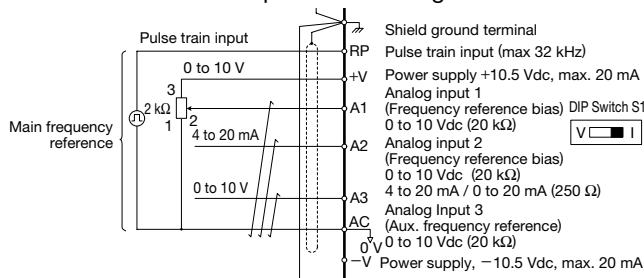 Shield ground terminal
Pulse train input
RP Pulse train input (max 32 kHz)
0 to 10 V
+V Power supply +10.5 Vdc, max. 20 mA
3
2 kΩ
1
2
Main frequency
reference
A1 Analog input 1
(Frequency reference bias)
0 to 10 Vdc (20 kΩ)
DIP Switch S1
V I
4 to 20 mA
A2 Analog input 2
(Frequency reference bias)
0 to 10 Vdc (20 kΩ)
4 to 20 mA / 0 to 20 mA (250 Ω)
0 to 10 V
A3 Analog Input 3
(Aux. frequency reference)
0 to 10 Vdc (20 kΩ)
AC
0 V
−V Power supply, −10.5 Vdc, max. 20 mA